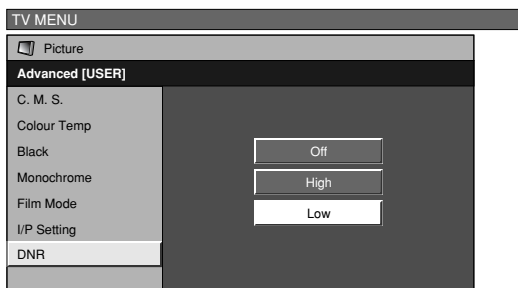 TV MENU
Picture
Advanced [USER]
C. M. S.
Colour Temp
Black
Monochrome
Film Mode
I/P Setting
DNR
Off
High
Low